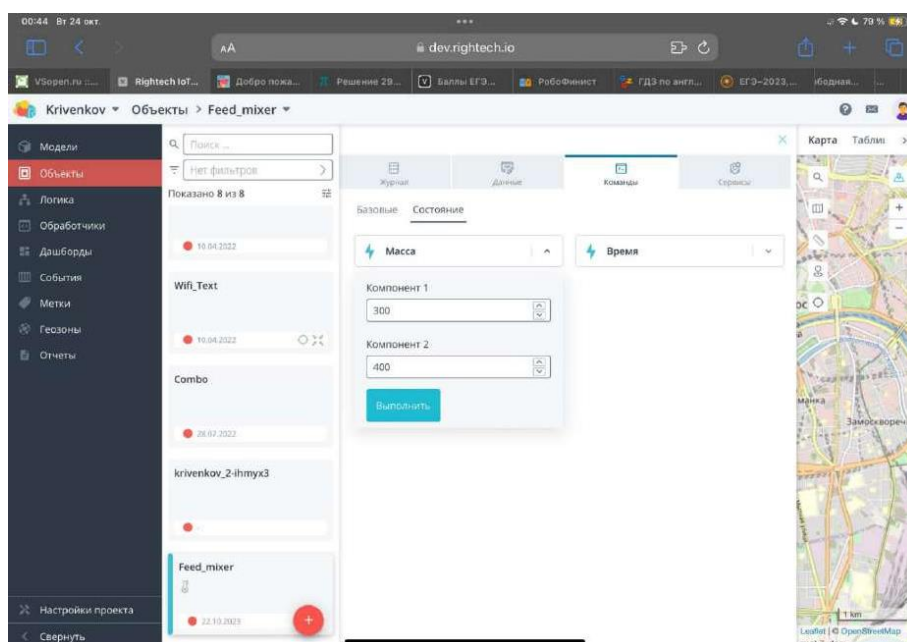 00:44 Вт 24 окт.
79 %
АА
dev.rightech.io
VSopen.ru ::...
Rightech IoT...
Добро пожа...
Решение 29...
Баллы ЕГЭ...
РобоФинист
ГДЗ по англ...
ЕГЭ–2023,...
Krivenkov
Объекты > Feed_mixer
Модели
Объекты
Логика
Обработчики
Дашборды
События
Метки
Геозоны
Отчеты
Настройки проекта
Свернуть
Поиск ...
Нет фильтров
Показано 8 из 8
10.04.2022
Wifi_Text
10.04.2022
Combo
28.07.2022
krivenkov_2-ihmyx3
-
Feed_mixer
22.10.2023
+
Журнал
Данные
Команды
Сервисы
Базовые Состояние
Масса
Время
Компонент 1
300
Компонент 2
400
Выполнить
Карта
Таблиц
+
−
Замоскворечь
1 km
Leaflet | © OpenStreetMap